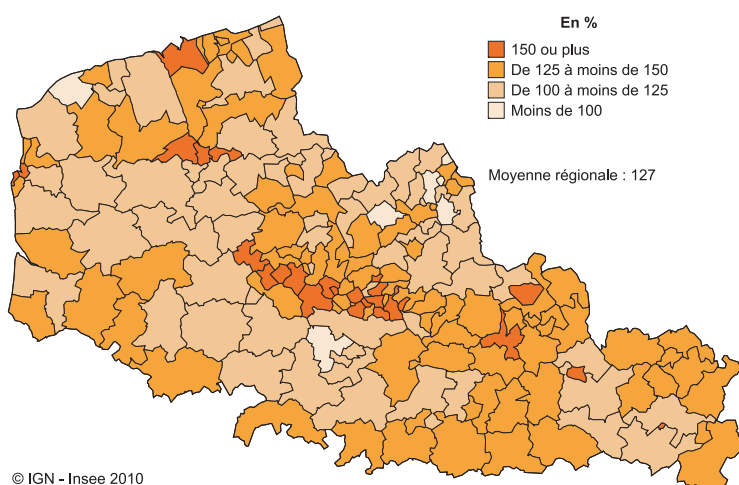 En %
150 ou plus
De 125 à moins de 150
De 100 à moins de 125
Moins de 100
Moyenne régionale : 127
© IGN - Insee 2010